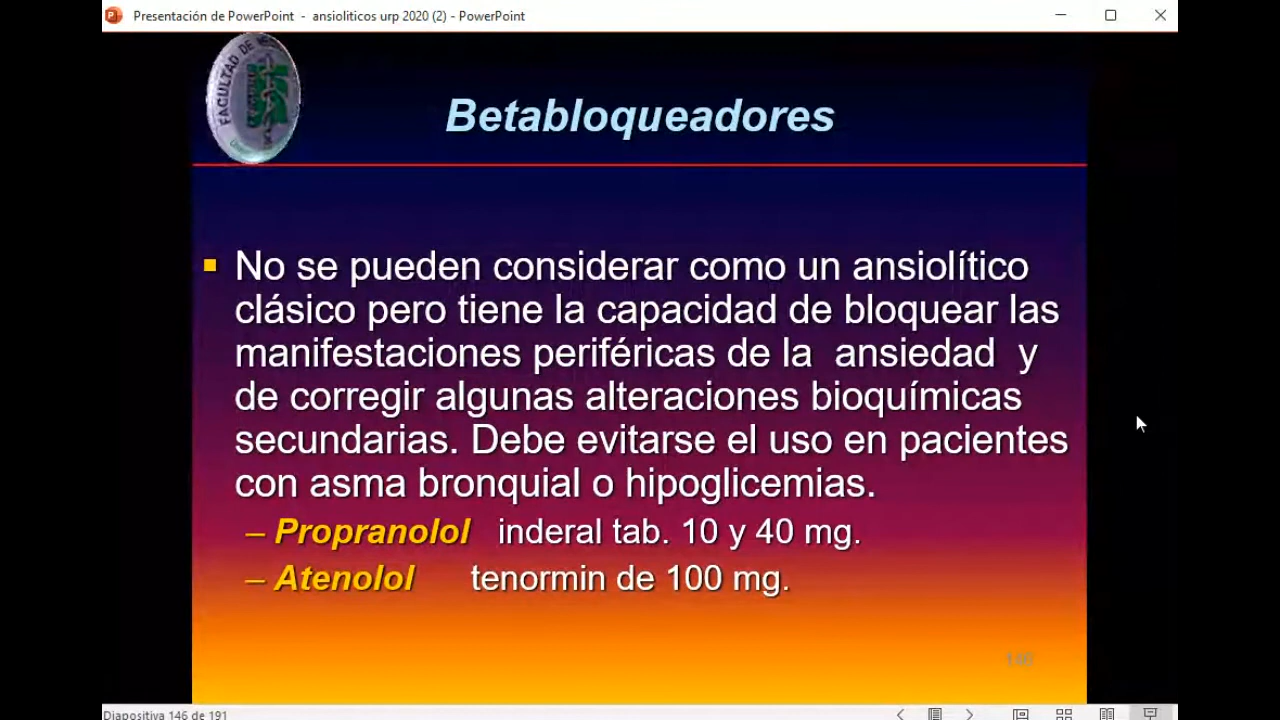 Presentación de PowerPoint - ansioliticos urp 2020 (2) - PowerPoint
FACULTAD DE
Betabloqueadores
No se pueden considerar como un ansiolítico
clásico pero tiene la capacidad de bloquear las
manifestaciones periféricas de la ansiedad y
de corregir algunas alteraciones bioquímicas
secundarias. Debe evitarse el uso en pacientes
con asma bronquial o hipoglicemias.
– Propranolol inderal tab. 10 y 40 mg.
– Atenolol tenormin de 100 mg.
Diapositiva 146 de 191